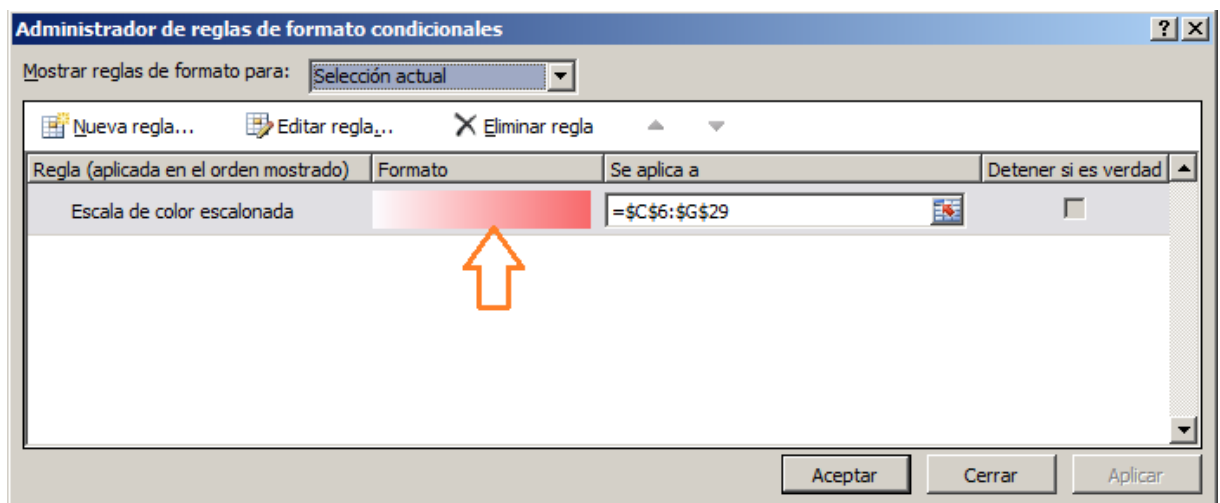 Administrador de reglas de formato condicionales
Mostrar reglas de formato para: Selección actual
Nueva regla... Editar regla... Eliminar regla
Regla (aplicada en el orden mostrado) Formato Se aplica a Detener si es verdad
Escala de color escalonada =$C$6:$G$29
Aceptar Cerrar Aplicar